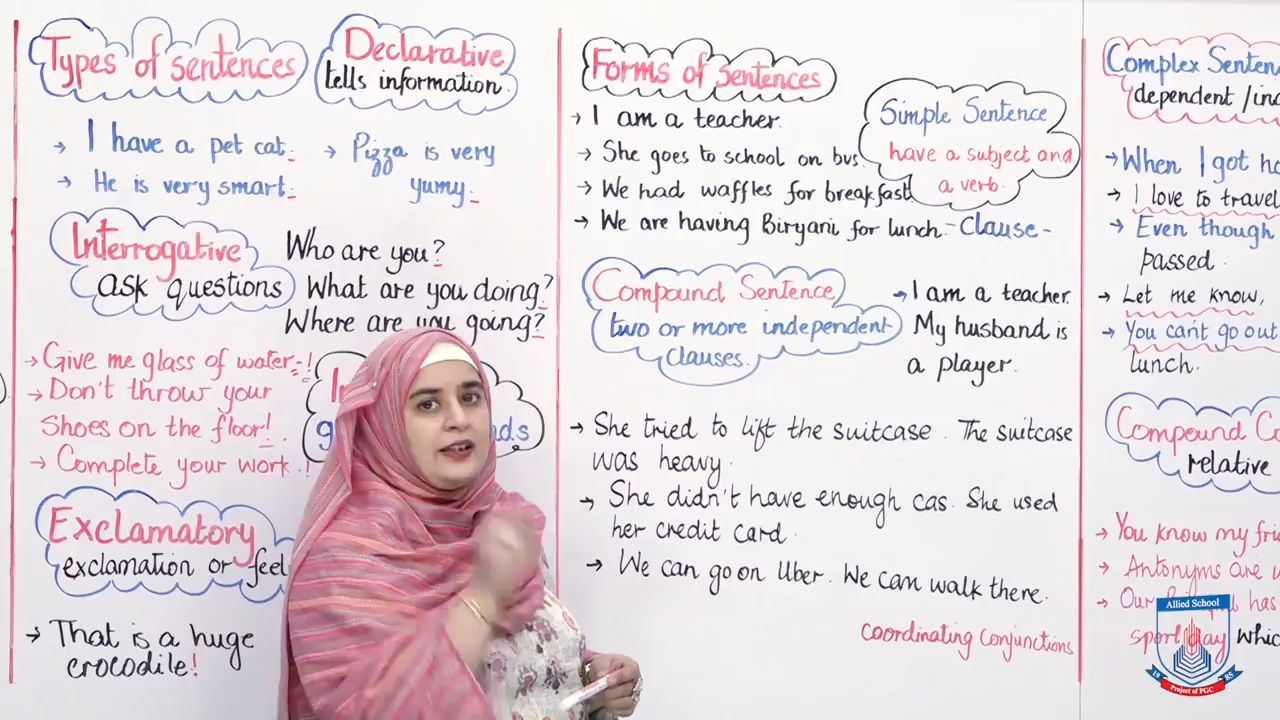 Types of sentences
Declarative
tells information.
→ I have a pet cat.
→ He is very smart.
→ Pizza is very
yumy.
Interrogative
ask questions
Who are you?
What are you doing?
Where are you going?
→ Give me glass of water-!
→ Don't throw your
Shoes on the floor!
→ Complete your work.!
Exclamatory
exclamation or
→ That is a huge
crocodile!
Forms of sentences
→ I am a teacher.
→ She goes to school on bus.
→ We had waffles for breakfast
→ We are having Biryani for lunch. - Clause -
Simple Sentence
have a subject and
a verb.
Compound Sentence
two or more independent
clauses.
→ I am a teacher.
My husband is
a player.
→ She tried to lift the suitcase. The suitcase
was heavy.
→ She didn't have enough cas. She used
her credit card.
→ We can go on Uber. We can walk there.
coordinating conjunctions
Complex
dependent /
→ When I got
→ I love to travel
→ Even though
passed.
→ Let me know,
→ You can't go out
lunch.
Compound
relative
→ You know my
→ Antonyms are
→ Our has
sport day
Allied School
19 85
Project of PGC